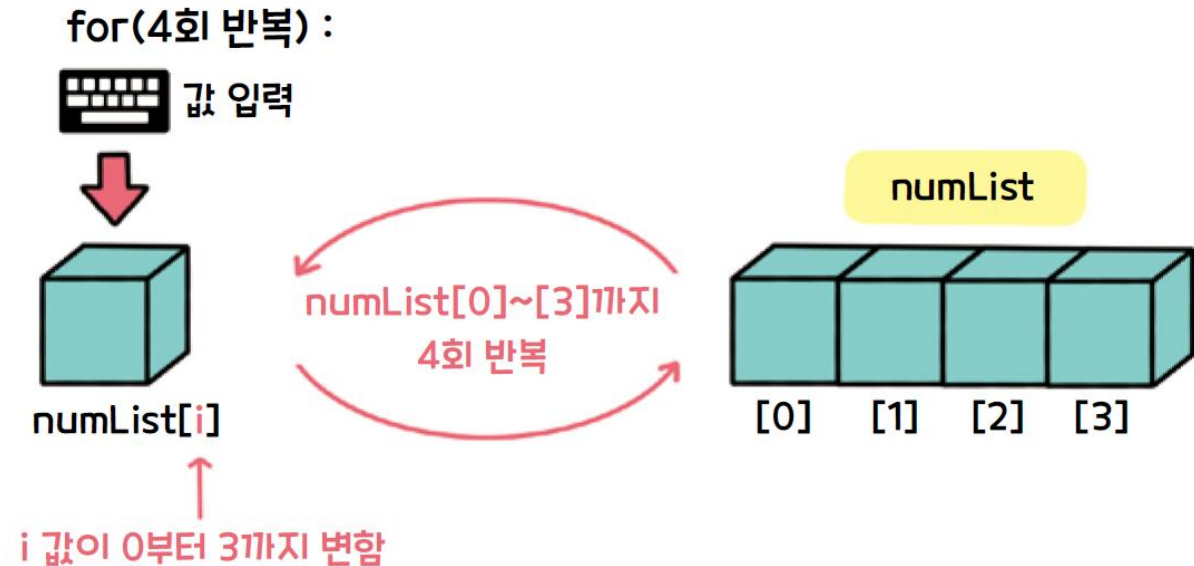 for(4회 반복) :
값 입력
numList
numList[0]~[3]까지
4회 반복
numList[i]
[0] [1] [2] [3]
i 값이 0부터 3까지 변함